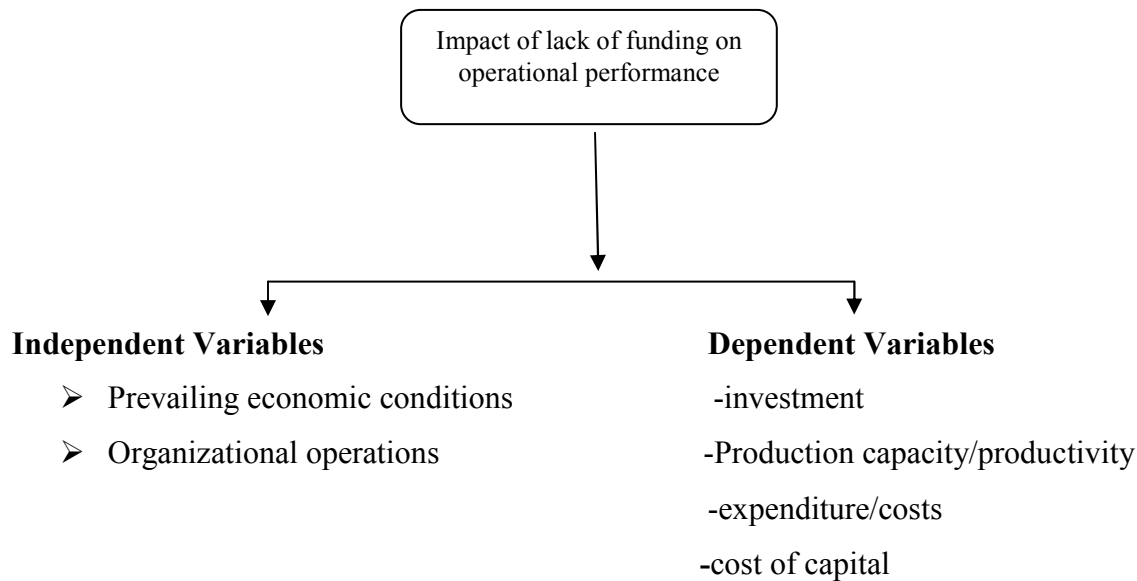 Impact of lack of funding on
operational performance
Independent Variables
➢ Prevailing economic conditions
➢ Organizational operations
Dependent Variables
-investment
-Production capacity/productivity
-expenditure/costs
-cost of capital